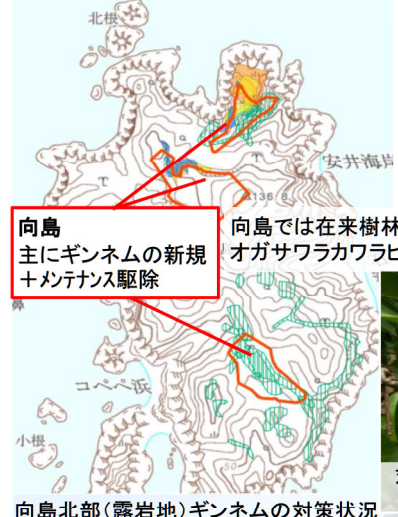 北根
安井海岸
136.8
向島
主にギンネムの新規
＋メンテナンス駆除
向島では在来樹林
オガサワラカワラヒ
鼻
コペペ浜
小根
50
向島北部（露岩地）ギンネムの対策状況